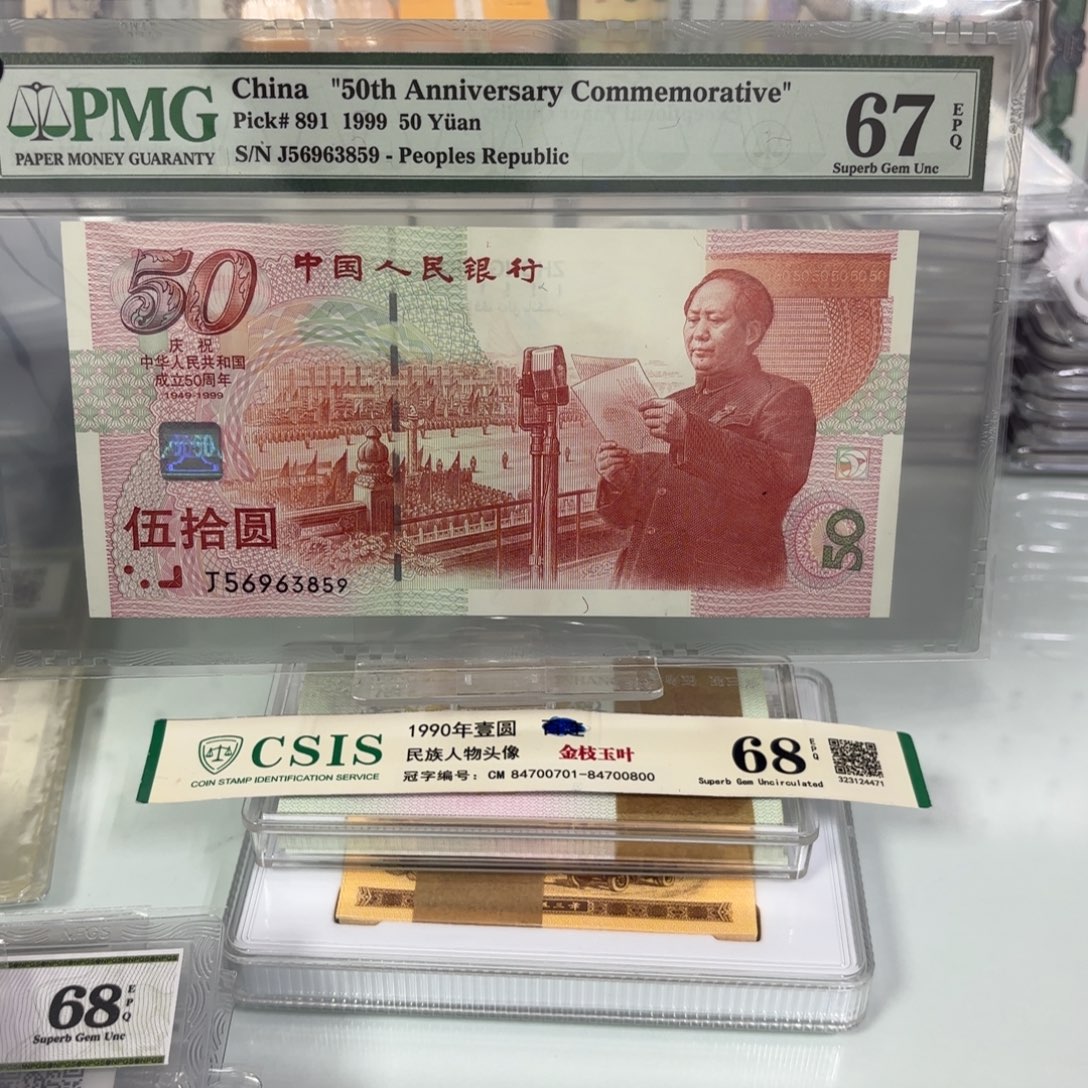 PMG
PAPER MONEY GUARANTY
China "50th Anniversary Commemorative"
Pick# 891 1999 50 Yüan
S/N J56963859 - Peoples Republic
67
EPQ
Superb Gem Unc
50
中国人民银行
庆祝
中华人民共和国
成立50周年
1949-1999
伍拾圆
J56963859
50
CSIS
COIN STAMP IDENTIFICATION SERVICE
1990年壹圆
民族人物头像 金枝玉叶
冠字编号: CM 84700701-84700800
68
EPQ
Superb Gem Uncirculated
323124471
68
EPQ
Superb Gem Unc